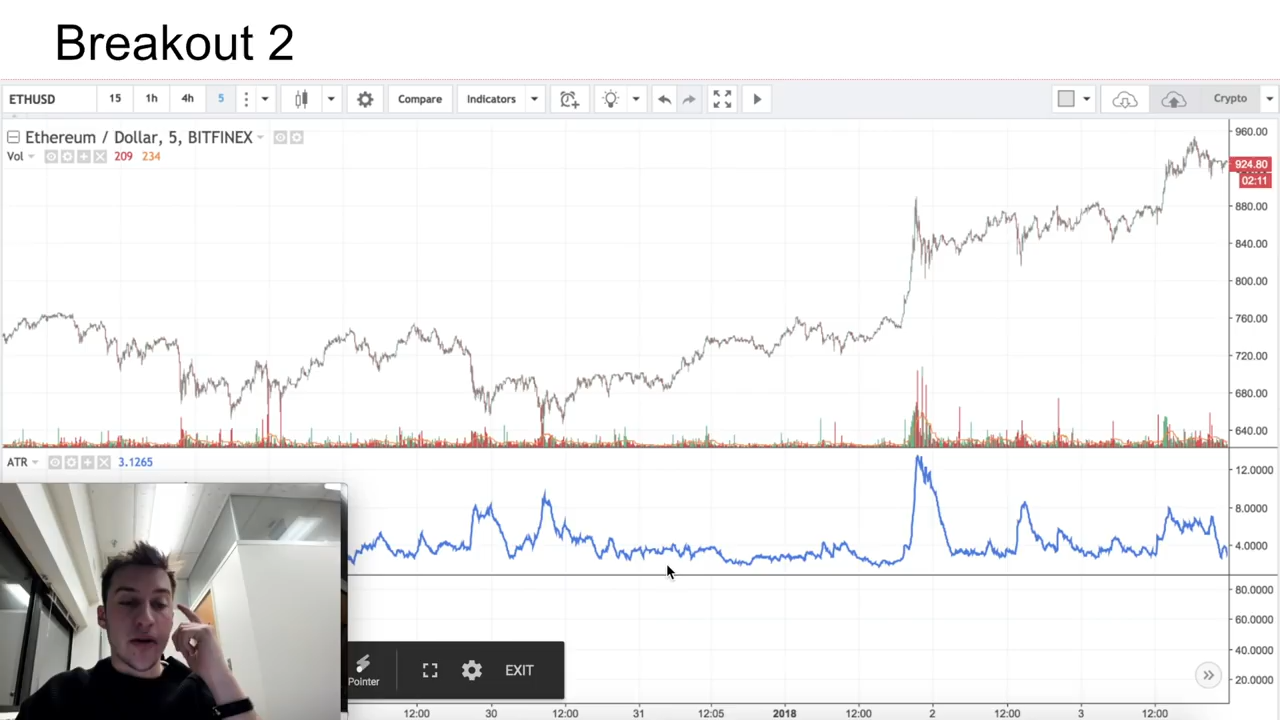 Breakout 2
ETHUSD 15 1h 4h 5 Compare Indicators Crypto
Ethereum / Dollar, 5, BITFINEX
Vol 209 234
960.00
924.80
02:11
880.00
840.00
800.00
760.00
720.00
680.00
640.00
ATR 3.1265
12.0000
8.0000
4.0000
80.0000
60.0000
40.0000
20.0000
Pointer EXIT
12:00 30 12:00 31 12:05 2018 12:00 2 12:00 3 12:00